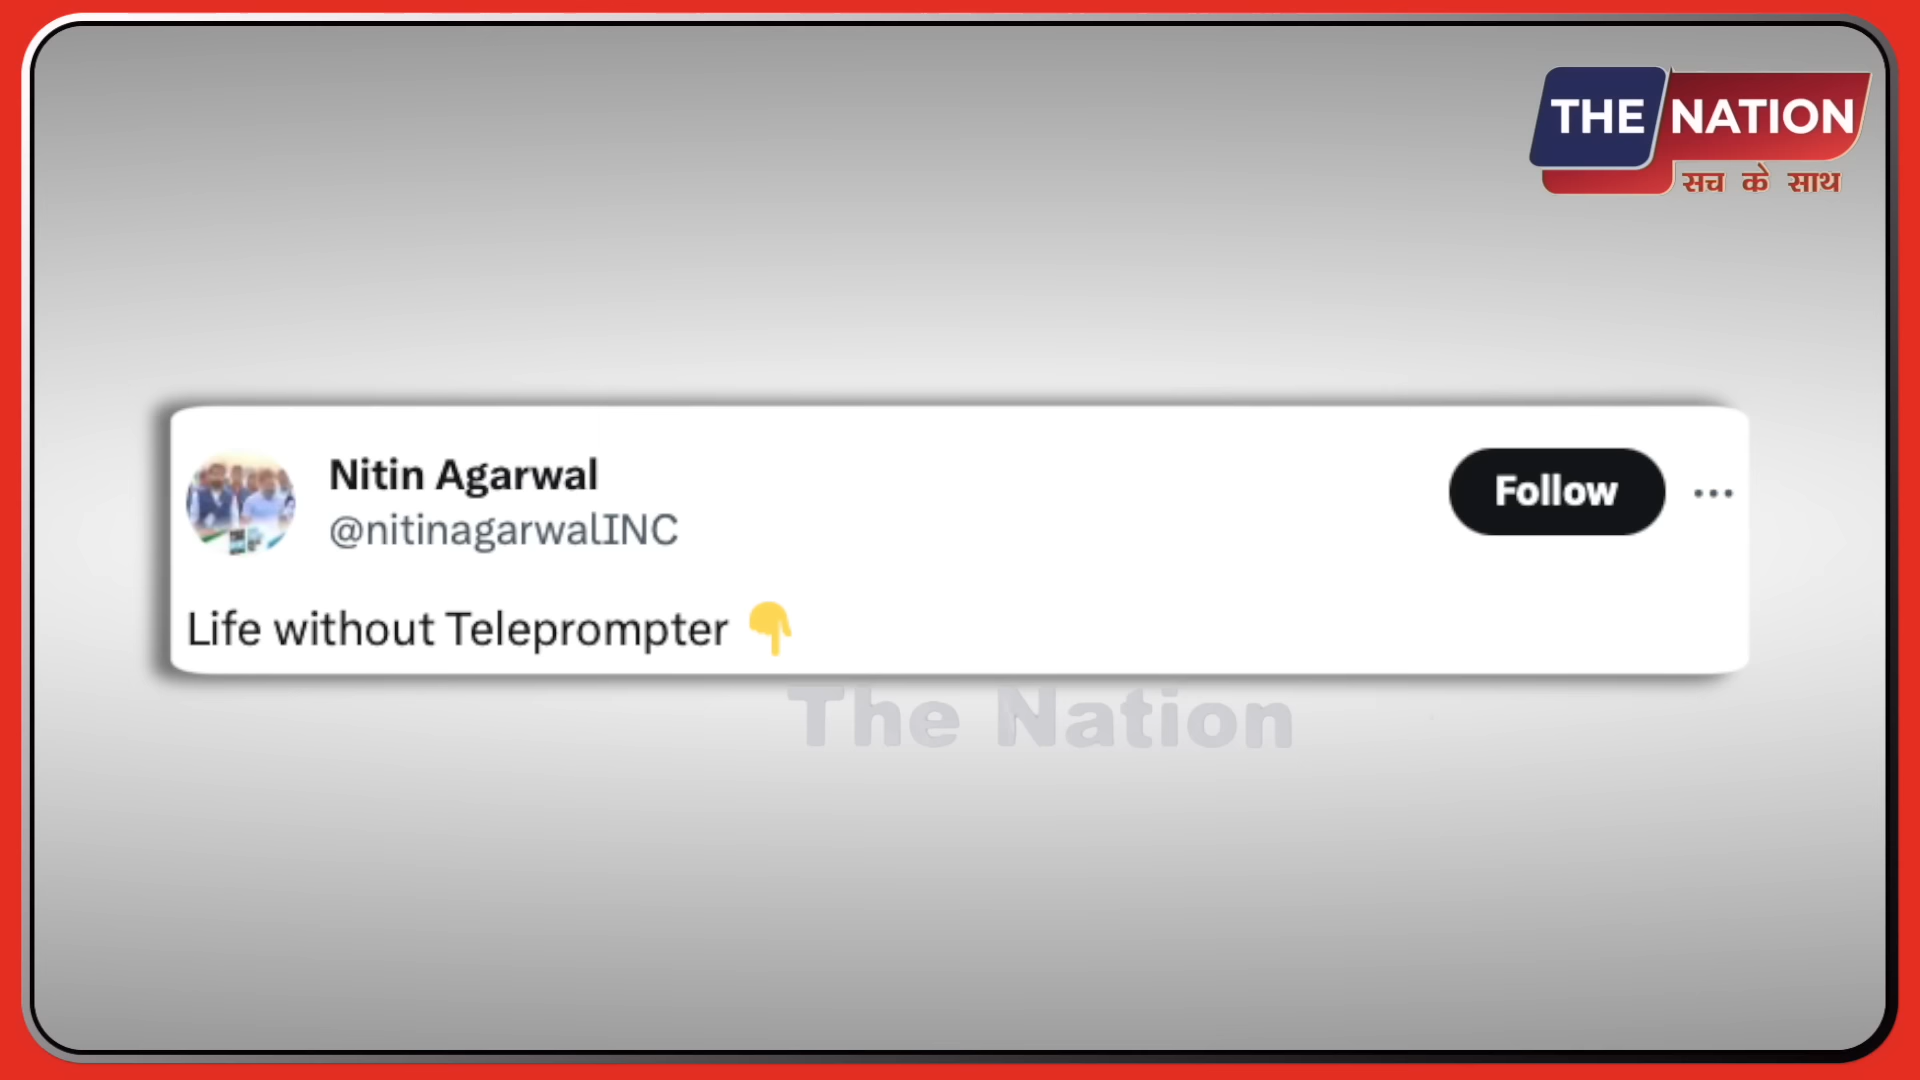 THE NATION
सच के साथ
Nitin Agarwal
@nitinagarwalINC
Follow
Life without Teleprompter 👇
The Nation